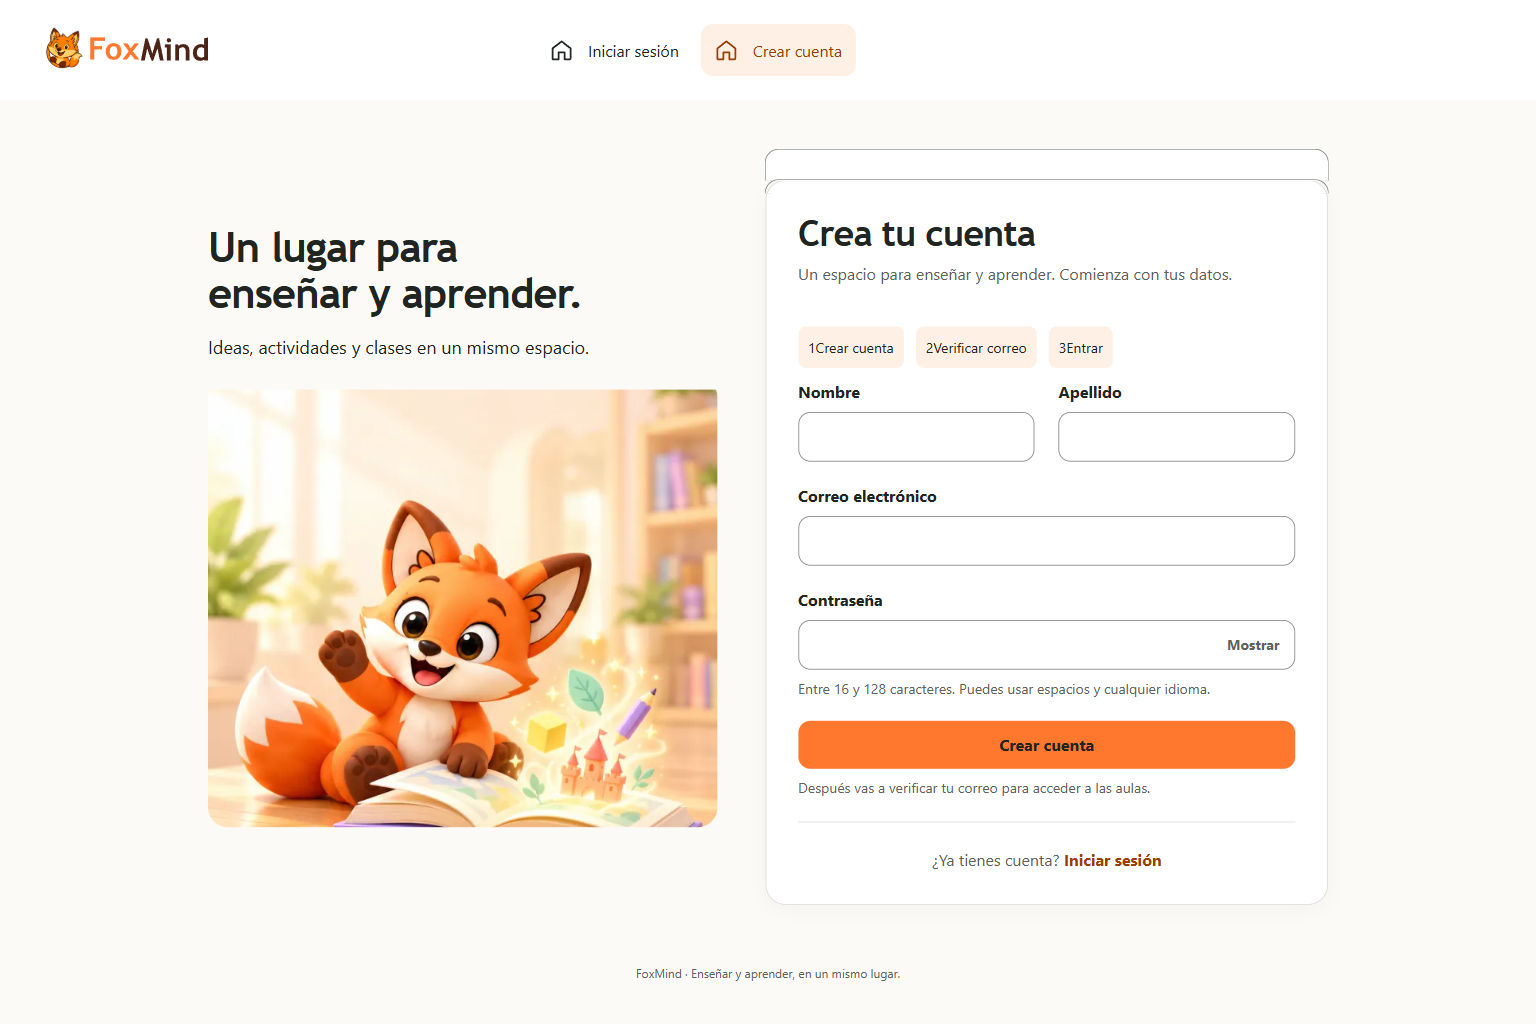 FoxMind
Iniciar sesión
Crear cuenta
Un lugar para
enseñar y aprender.
Ideas, actividades y clases en un mismo espacio.
Crea tu cuenta
Un espacio para enseñar y aprender. Comienza con tus datos.
1Crear cuenta
2Verificar correo
3Entrar
Nombre
Apellido
Correo electrónico
Contraseña
Mostrar
Entre 16 y 128 caracteres. Puedes usar espacios y cualquier idioma.
Crear cuenta
Después vas a verificar tu correo para acceder a las aulas.
¿Ya tienes cuenta? Iniciar sesión
FoxMind · Enseñar y aprender, en un mismo lugar.